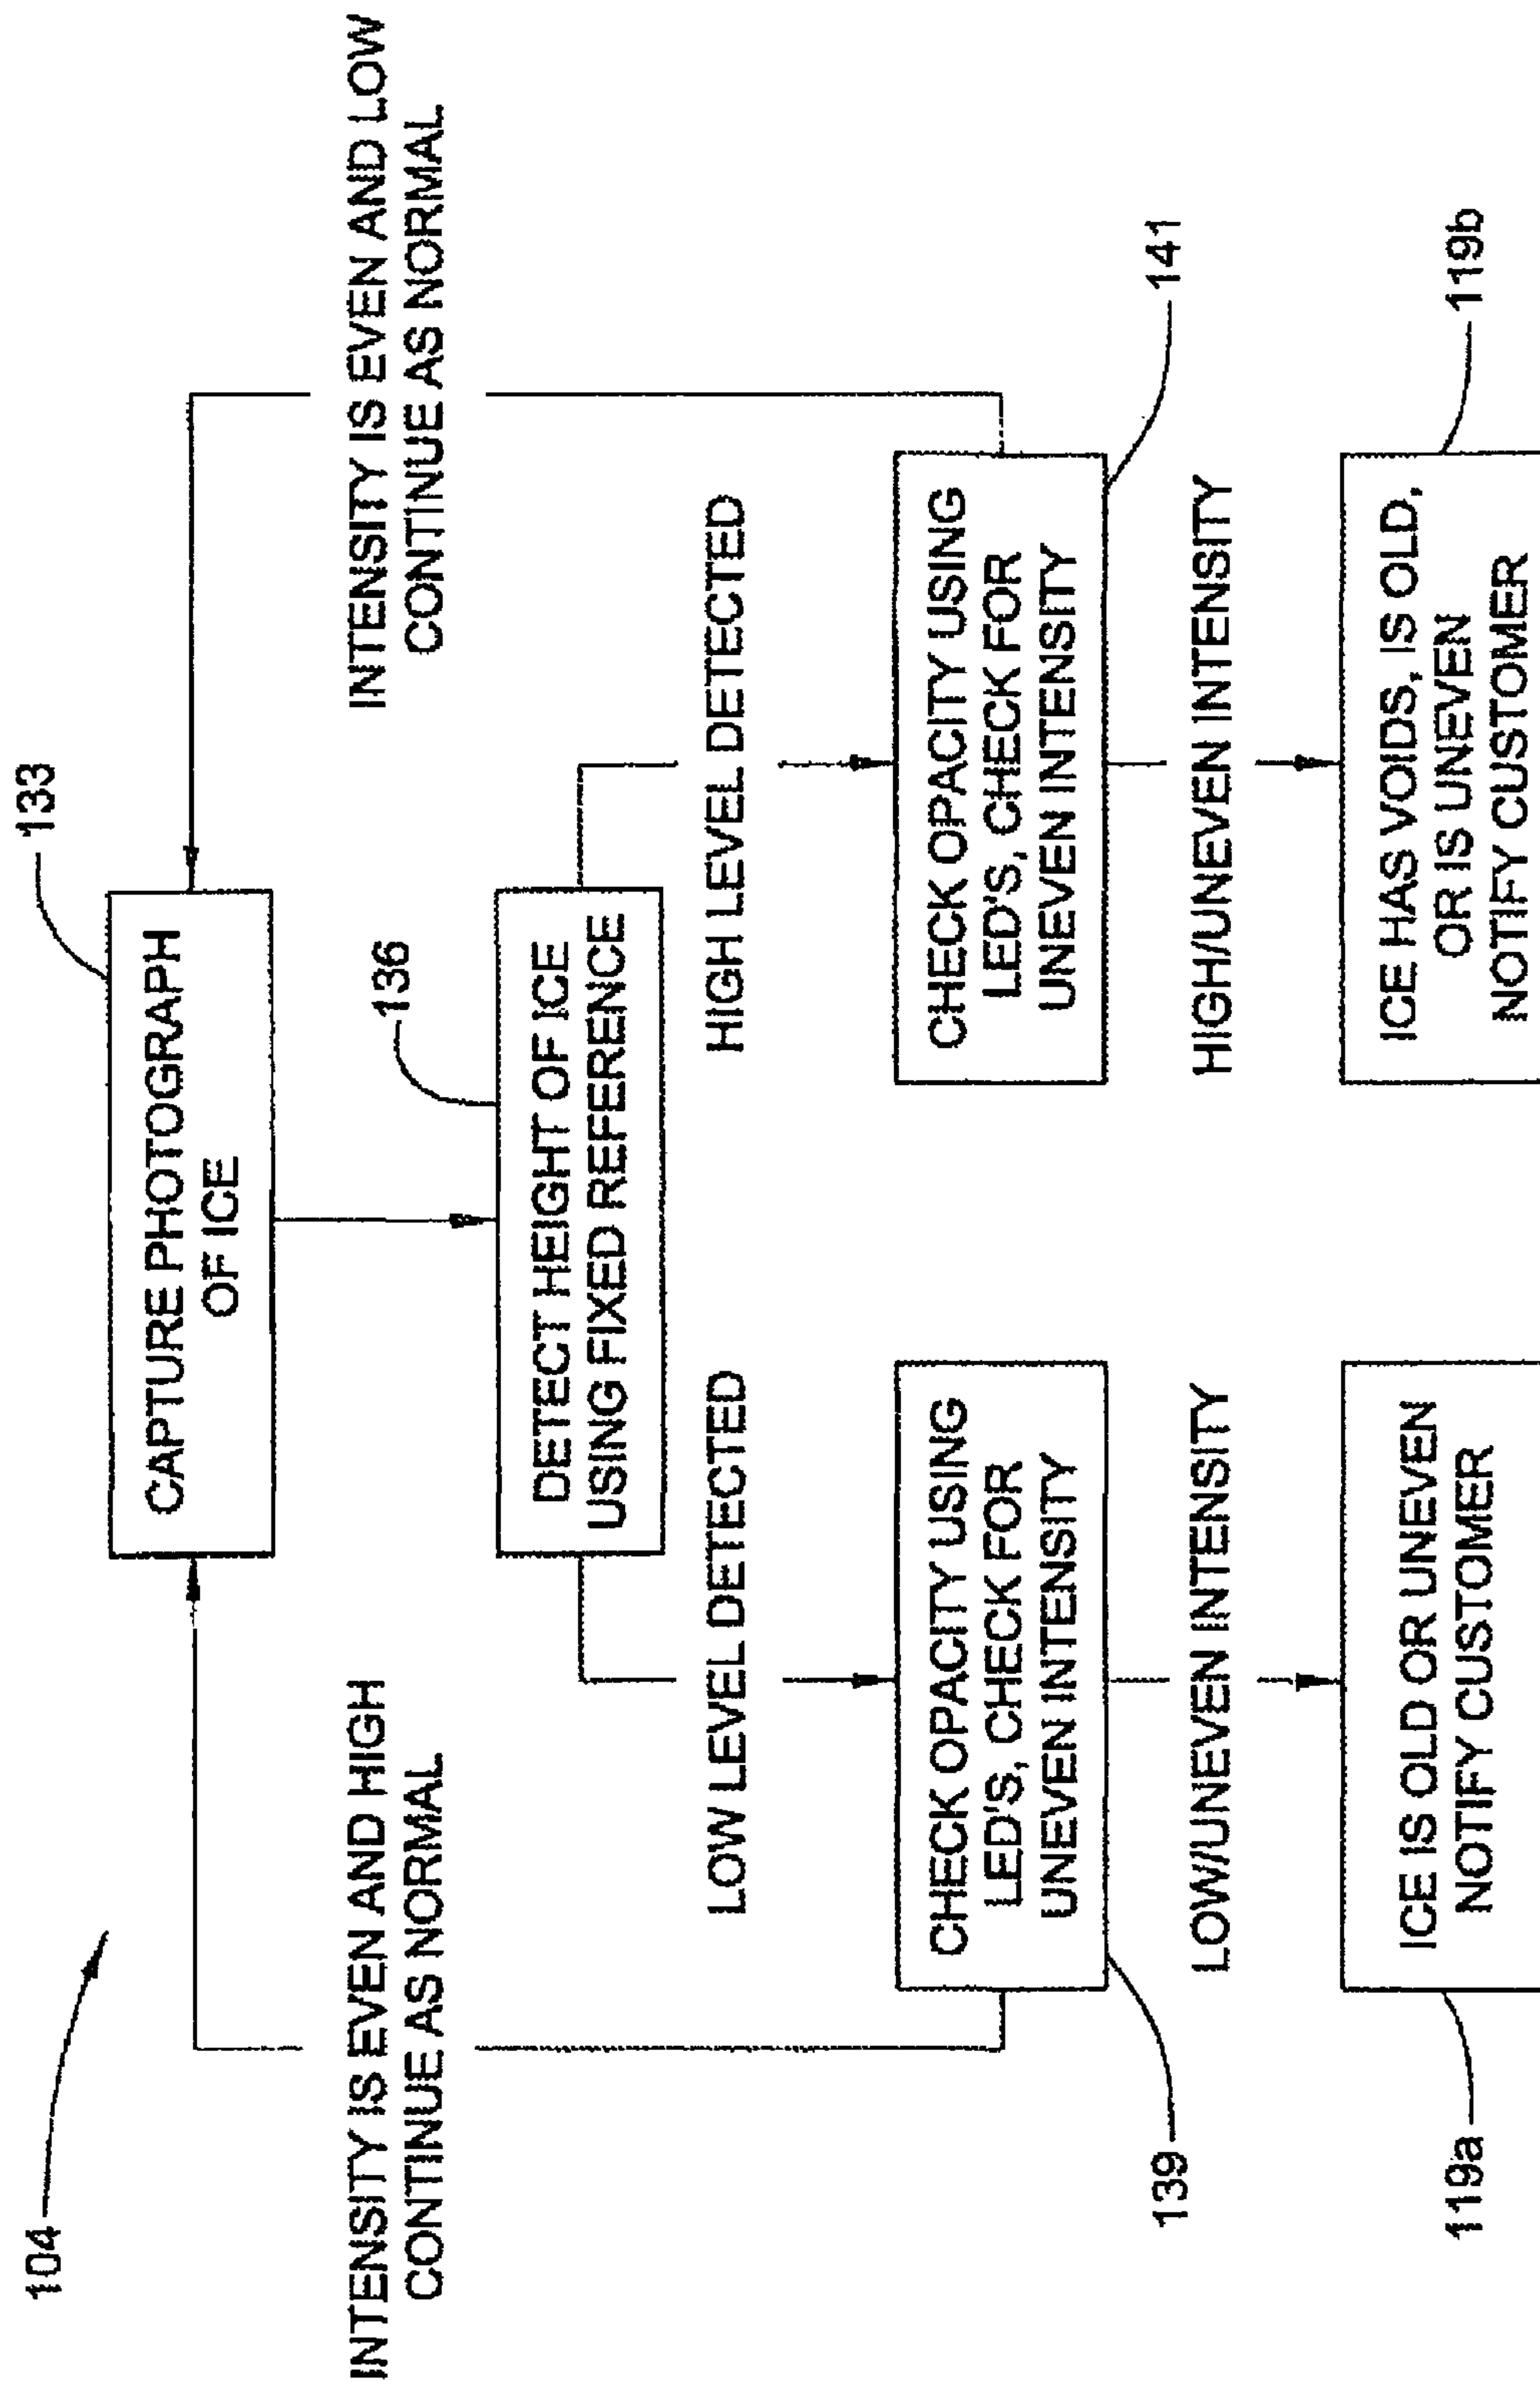 104
133
CAPTURE PHOTOGRAPH
OF ICE
INTENSITY IS EVEN AND HIGH
CONTINUE AS NORMAL
INTENSITY IS EVEN AND LOW
CONTINUE AS NORMAL
136
DETECT HEIGHT OF ICE
USING FIXED REFERENCE
LOW LEVEL DETECTED
HIGH LEVEL DETECTED
CHECK OPACITY USING
LED'S, CHECK FOR
UNEVEN INTENSITY
CHECK OPACITY USING
LED'S, CHECK FOR
UNEVEN INTENSITY
139
141
LOW/UNEVEN INTENSITY
HIGH/UNEVEN INTENSITY
ICE IS OLD OR UNEVEN
NOTIFY CUSTOMER
ICE HAS VOIDS, IS OLD,
OR IS UNEVEN
NOTIFY CUSTOMER
119a
119b